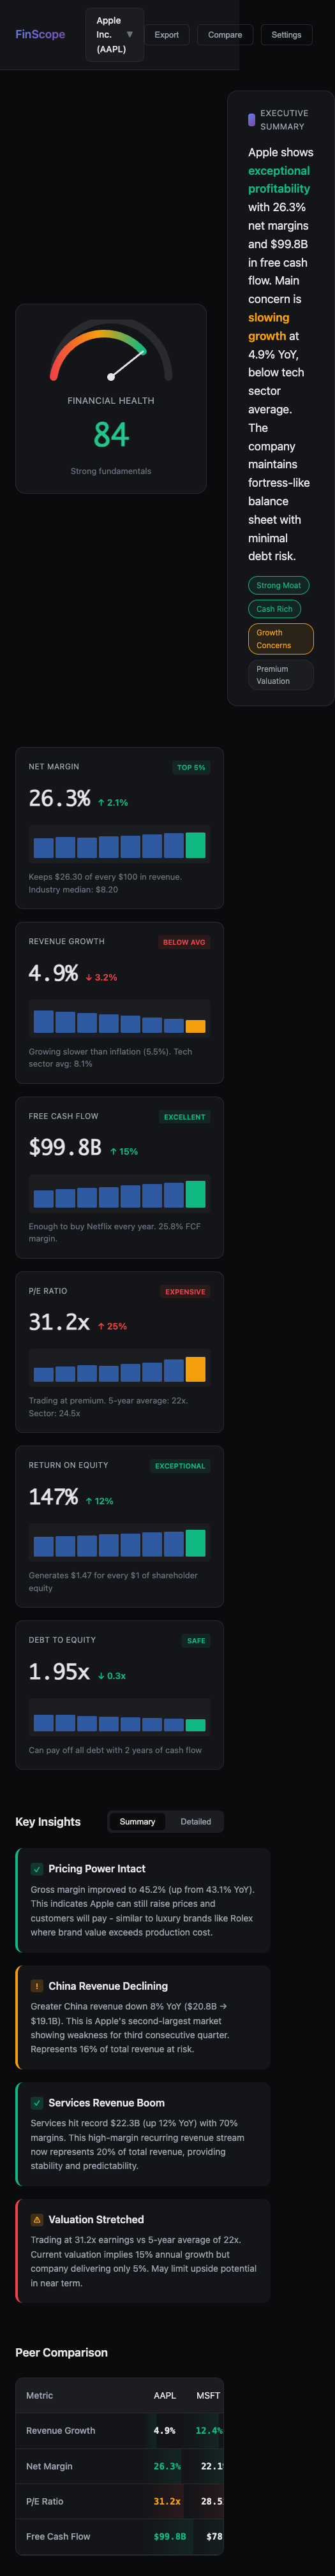 FinScope
Apple
Inc.
(AAPL)
▼
Export
Compare
Settings
EXECUTIVE
SUMMARY
Apple shows
exceptional
profitability
with 26.3%
net margins
and $99.8B
in free cash
flow. Main
concern is
slowing
growth at
4.9% YoY,
below tech
sector
average.
The
company
maintains
fortress-like
balance
sheet with
minimal
debt risk.
Strong Moat
Cash Rich
Growth
Concerns
Premium
Valuation
FINANCIAL HEALTH
84
Strong fundamentals
NET MARGIN
TOP 5%
26.3% ↑ 2.1%
Keeps $26.30 of every $100 in revenue.
Industry median: $8.20
REVENUE GROWTH
BELOW AVG
4.9% ↓ 3.2%
Growing slower than inflation (5.5%). Tech
sector avg: 8.1%
FREE CASH FLOW
EXCELLENT
$99.8B ↑ 15%
Enough to buy Netflix every year. 25.8% FCF
margin.
P/E RATIO
EXPENSIVE
31.2x ↑ 25%
Trading at premium. 5-year average: 22x.
Sector: 24.5x
RETURN ON EQUITY
EXCEPTIONAL
147% ↑ 12%
Generates $1.47 for every $1 of shareholder
equity
DEBT TO EQUITY
SAFE
1.95x ↓ 0.3x
Can pay off all debt with 2 years of cash flow
Key Insights
Summary
Detailed
✓ Pricing Power Intact
Gross margin improved to 45.2% (up from 43.1% YoY).
This indicates Apple can still raise prices and
customers will pay - similar to luxury brands like Rolex
where brand value exceeds production cost.
! China Revenue Declining
Greater China revenue down 8% YoY ($20.8B →
$19.1B). This is Apple's second-largest market
showing weakness for third consecutive quarter.
Represents 16% of total revenue at risk.
✓ Services Revenue Boom
Services hit record $22.3B (up 12% YoY) with 70%
margins. This high-margin recurring revenue stream
now represents 20% of total revenue, providing
stability and predictability.
⚠ Valuation Stretched
Trading at 31.2x earnings vs 5-year average of 22x.
Current valuation implies 15% annual growth but
company delivering only 5%. May limit upside potential
in near term.
Peer Comparison
Metric AAPL MSFT
Revenue Growth 4.9% 12.4%
Net Margin 26.3% 22.1
P/E Ratio 31.2x 28.5
Free Cash Flow $99.8B $78